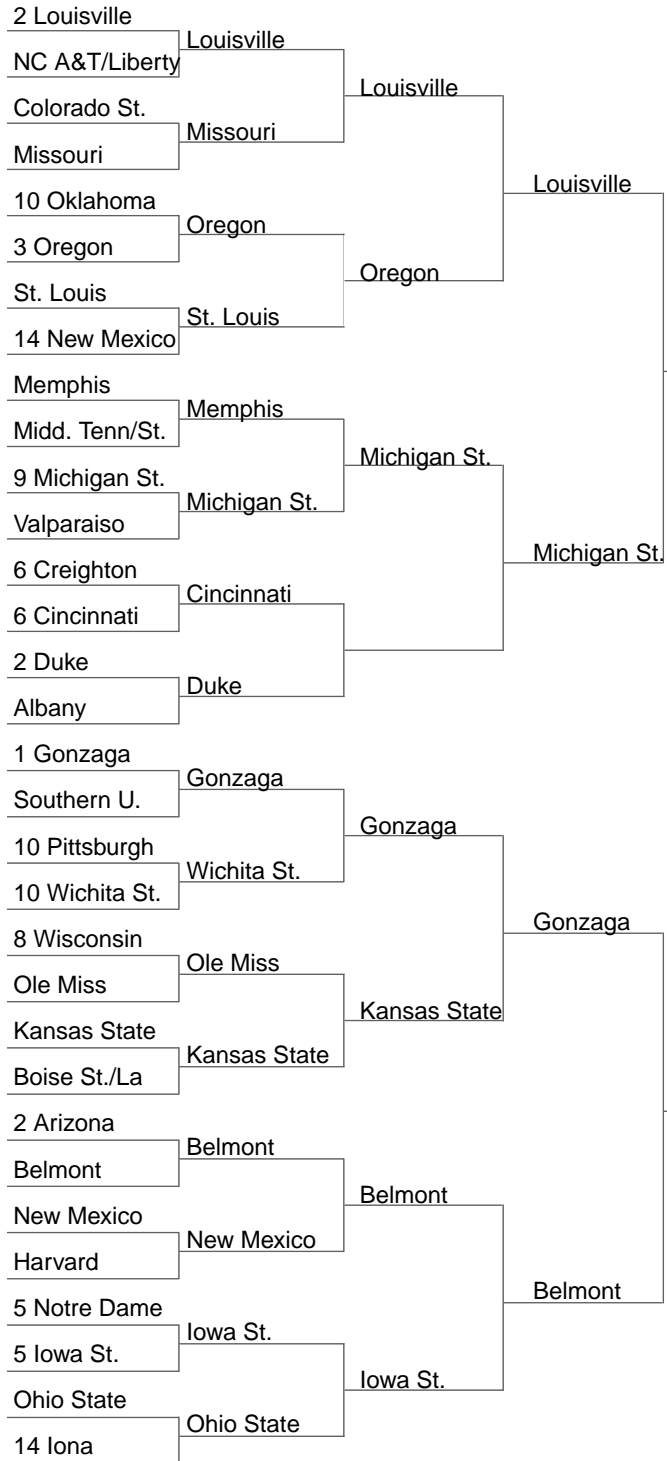 2 Louisville
NC A&T/Liberty
Colorado St.
Missouri
10 Oklahoma
3 Oregon
St. Louis
14 New Mexico
Memphis
Midd. Tenn/St.
9 Michigan St.
Valparaiso
6 Creighton
6 Cincinnati
2 Duke
Albany
1 Gonzaga
Southern U.
10 Pittsburgh
10 Wichita St.
8 Wisconsin
Ole Miss
Kansas State
Boise St./La
2 Arizona
Belmont
New Mexico
Harvard
5 Notre Dame
5 Iowa St.
Ohio State
14 Iona
Louisville
Missouri
Oregon
St. Louis
Memphis
Michigan St.
Cincinnati
Duke
Gonzaga
Wichita St.
Ole Miss
Kansas State
Belmont
New Mexico
Iowa St.
Ohio State
Louisville
Oregon
Michigan St.
Gonzaga
Kansas State
Belmont
Iowa St.
Louisville
Michigan St.
Gonzaga
Belmont